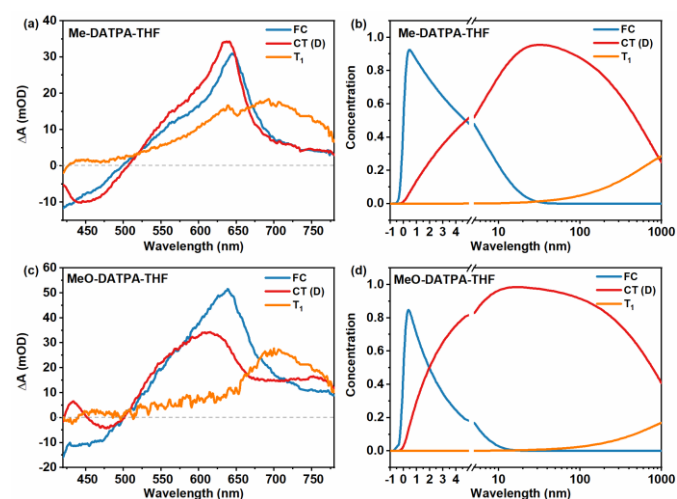 (a) Me-DATPA-THF
FC
CT (D)
T₁
ΔA (mOD)
40
30
20
10
0
-10
450 500 550 600 650 700 750
Wavelength (nm)
(b) Me-DATPA-THF
FC
CT (D)
T₁
Concentration
1.0
0.8
0.6
0.4
0.2
0.0
-1 0 1 2 3 4 10 100 1000
Wavelength (nm)
(c) MeO-DATPA-THF
FC
CT (D)
T₁
ΔA (mOD)
60
50
40
30
20
10
0
-10
-20
450 500 550 600 650 700 750
Wavelength (nm)
(d) MeO-DATPA-THF
FC
CT (D)
T₁
Concentration
1.0
0.8
0.6
0.4
0.2
0.0
-1 0 1 2 3 4 10 100 1000
Wavelength (nm)